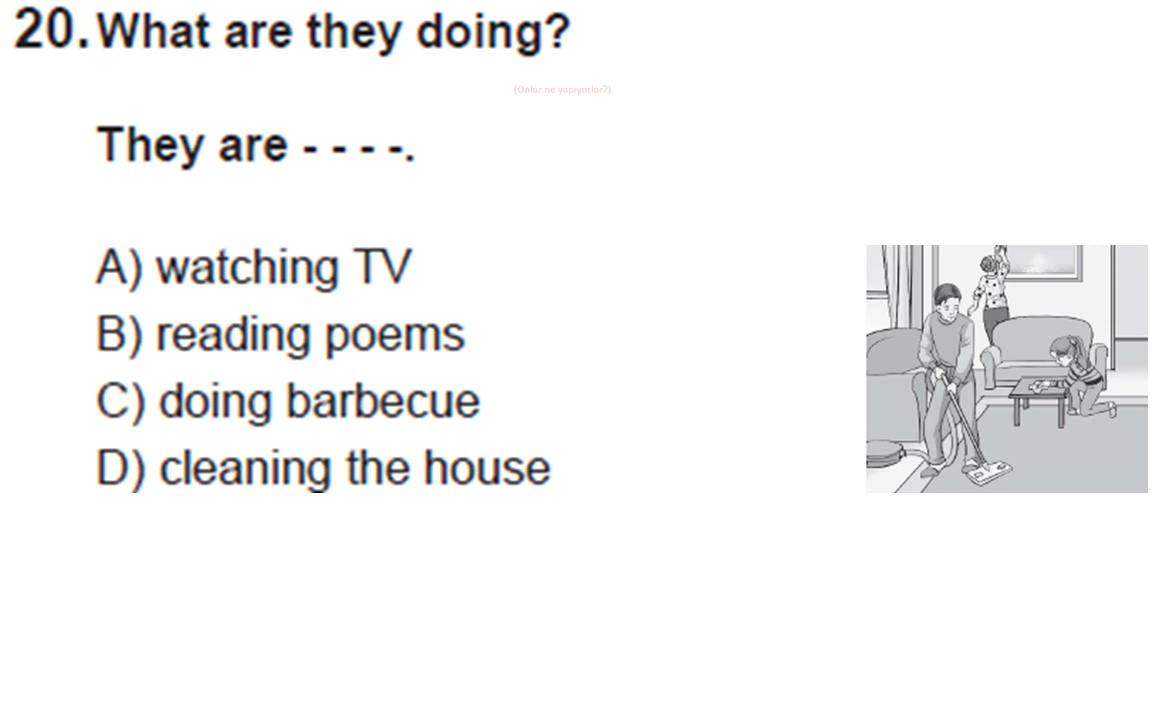 20. What are they doing?
(Onlar ne yapıyorlar?)
They are - - - -.
A) watching TV
B) reading poems
C) doing barbecue
D) cleaning the house